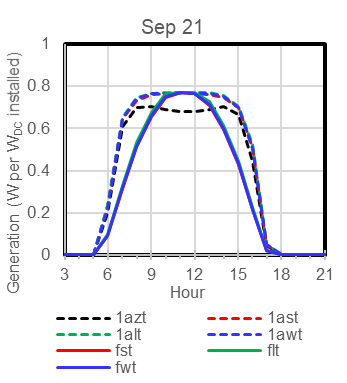 Sep 21
Generation (W per WDC installed)
1
0.8
0.6
0.4
0.2
0
3 6 9 12 15 18 21
Hour
1azt 1ast
1alt 1awt
fst flt
fwt